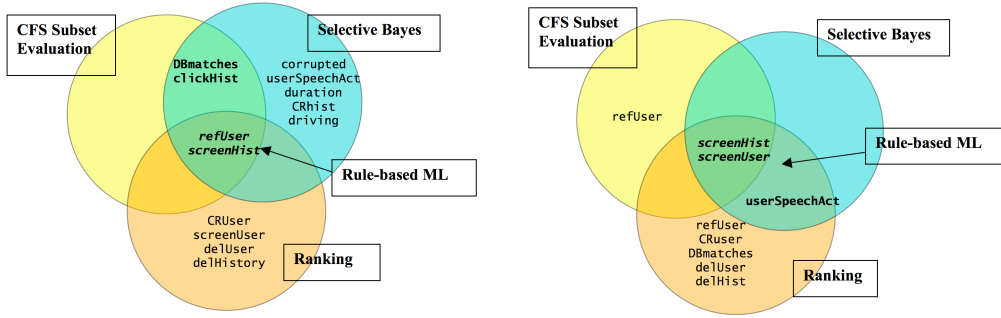 CFS Subset
Evaluation
Selective Bayes
DBmatches
clickHist
corrupted
userSpeechAct
duration
CRhist
driving
refUser
screenHist
Rule-based ML
CRUser
screenUser
delUser
delHistory
Ranking
CFS Subset
Evaluation
Selective Bayes
refUser
screenHist
screenUser
Rule-based ML
userSpeechAct
refUser
CRuser
DBmatches
delUser
delHist
Ranking